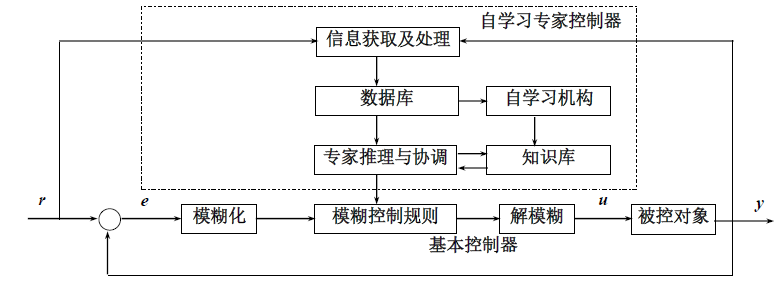 自学习专家控制器
信息获取及处理
数据库
自学习机构
专家推理与协调
知识库
r
e
模糊化
模糊控制规则
解模糊
u
被控对象
y
基本控制器